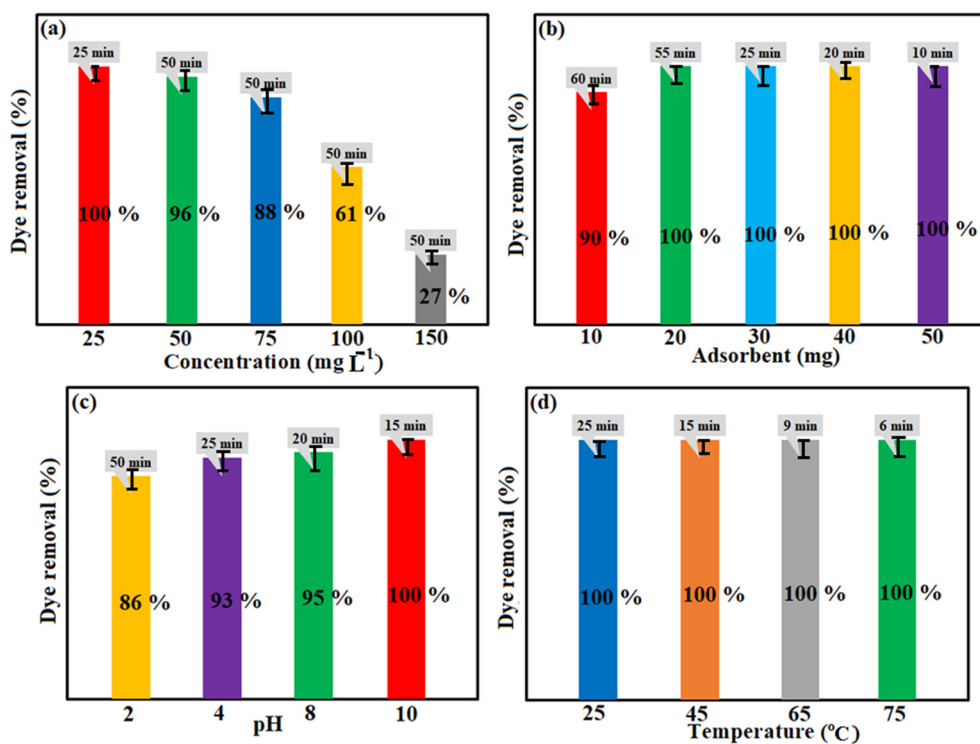 (a)
25 min
50 min
50 min
50 min
50 min
100 %
96 %
88 %
61 %
27 %
Dye removal (%)
25 50 75 100 150
Concentration (mg L⁻¹)
(b)
60 min
55 min
25 min
20 min
10 min
90 %
100 %
100 %
100 %
100 %
Dye removal (%)
10 20 30 40 50
Adsorbent (mg)
(c)
50 min
25 min
20 min
15 min
86 %
93 %
95 %
100 %
Dye removal (%)
2 4 8 10
pH
(d)
25 min
15 min
9 min
6 min
100 %
100 %
100 %
100 %
Dye removal (%)
25 45 65 75
Temperature (°C)